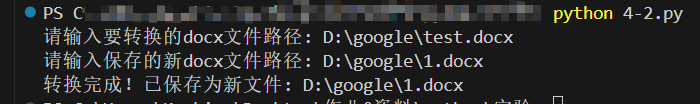 PS C python 4-2.py
请输入要转换的docx文件路径: D:\google\test.docx
请输入保存的新docx文件路径: D:\google\1.docx
转换完成！已保存为新文件: D:\google\1.docx